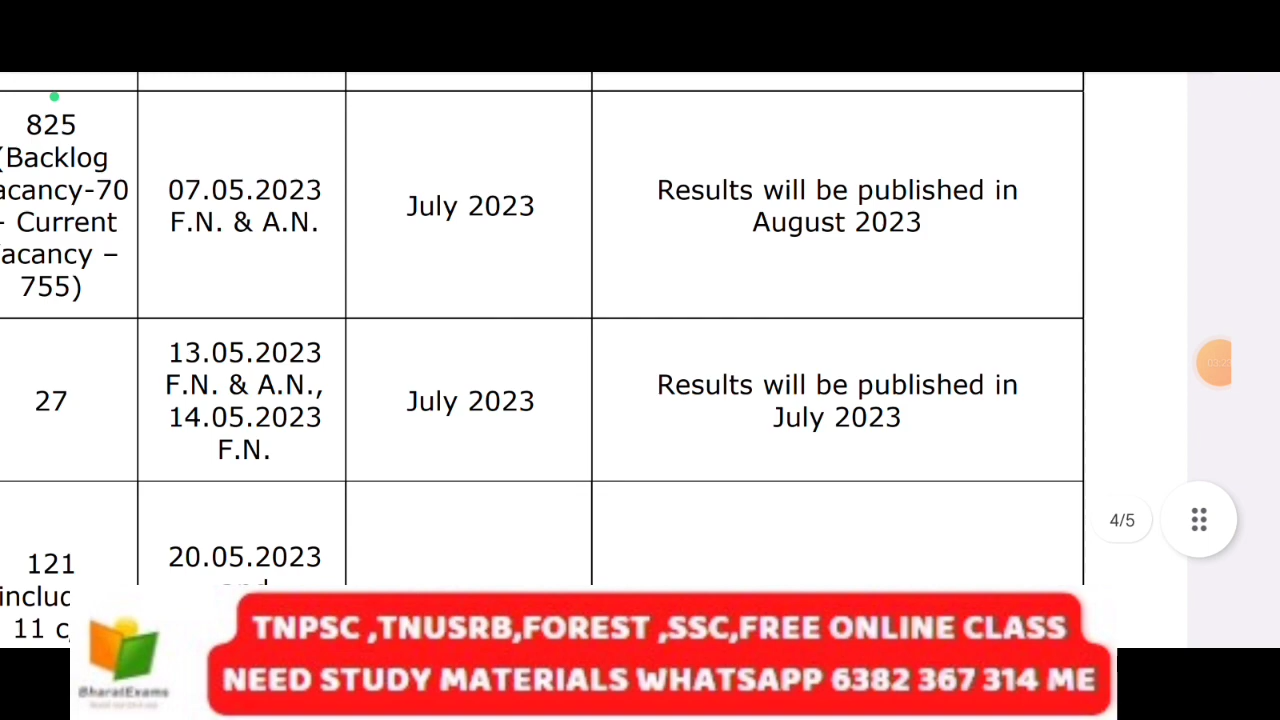 825
(Backlog
acancy-70
- Current
acancy –
755)
07.05.2023
F.N. & A.N.
July 2023
Results will be published in
August 2023
27
13.05.2023
F.N. & A.N.,
14.05.2023
F.N.
July 2023
Results will be published in
July 2023
121
includ
11 c
20.05.2023
03:23
4/5
BharatExams
TNPSC ,TNUSRB,FOREST ,SSC,FREE ONLINE CLASS
NEED STUDY MATERIALS WHATSAPP 6382 367 314 ME